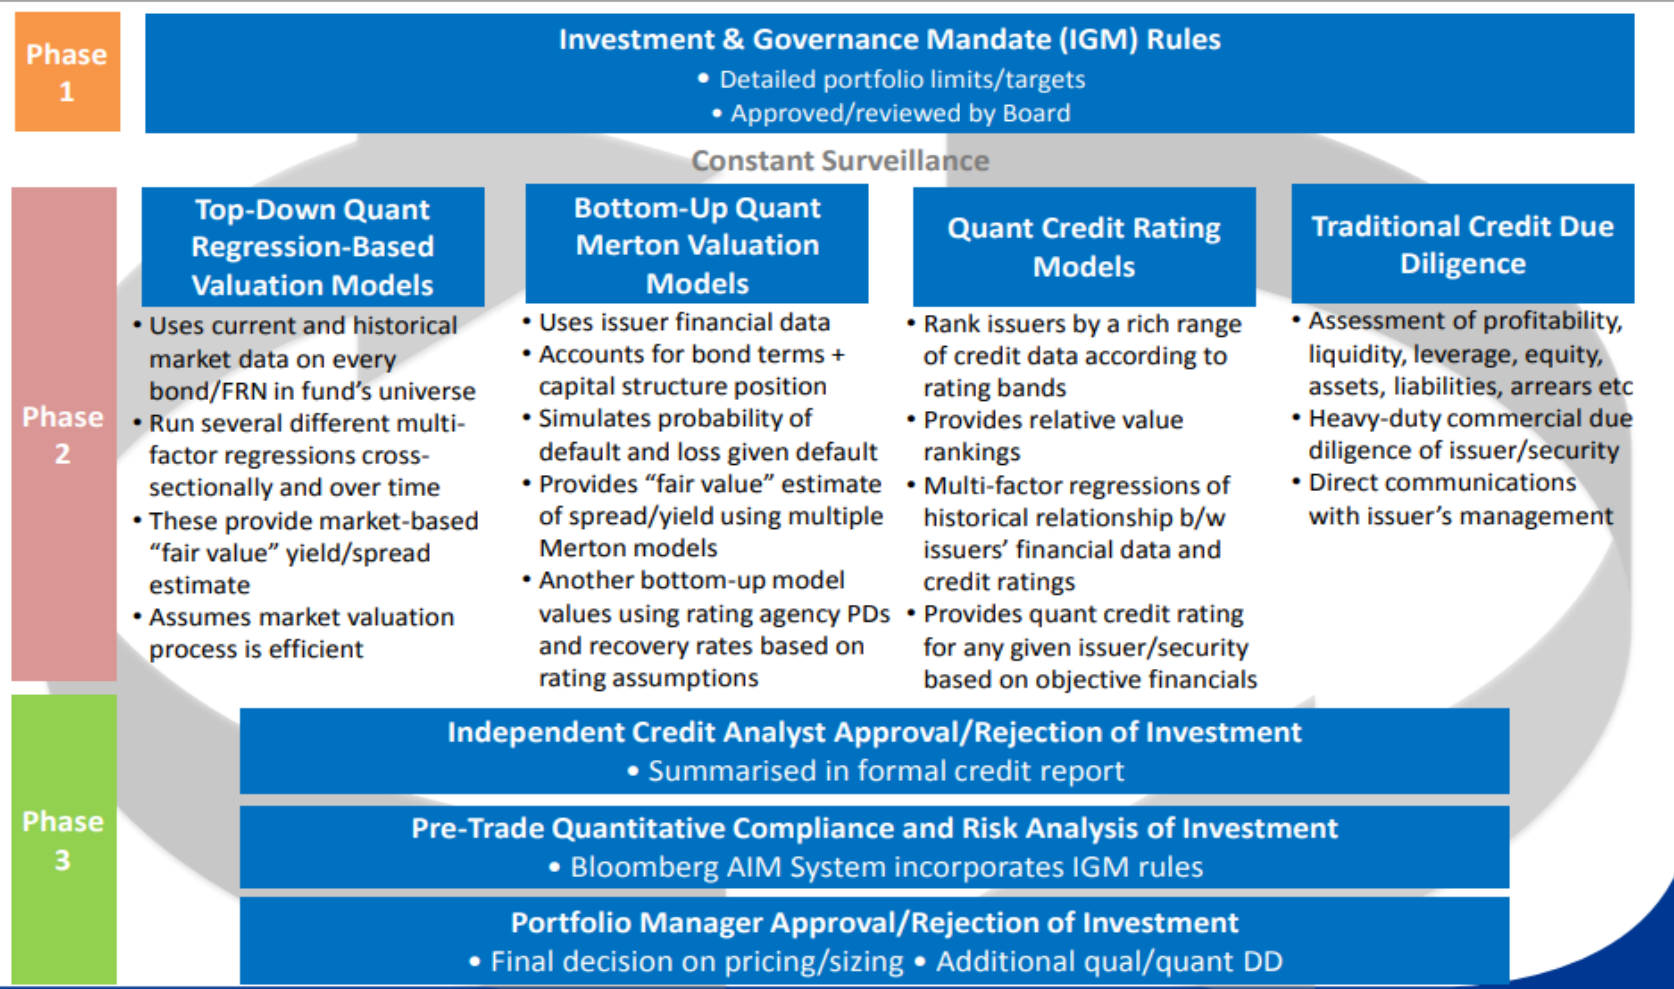 Phase
1
Investment & Governance Mandate (IGM) Rules
• Detailed portfolio limits/targets
• Approved/reviewed by Board
Constant Surveillance
Phase
2
Top-Down Quant
Regression-Based
Valuation Models
• Uses current and historical
market data on every
bond/FRN in fund's universe
• Run several different multi-
factor regressions cross-
sectionally and over time
• These provide market-based
“fair value” yield/spread
estimate
• Assumes market valuation
process is efficient
Bottom-Up Quant
Merton Valuation
Models
• Uses issuer financial data
• Accounts for bond terms +
capital structure position
• Simulates probability of
default and loss given default
• Provides “fair value” estimate
of spread/yield using multiple
Merton models
• Another bottom-up model
values using rating agency PDs
and recovery rates based on
rating assumptions
Quant Credit Rating
Models
• Rank issuers by a rich range
of credit data according to
rating bands
• Provides relative value
rankings
• Multi-factor regressions of
historical relationship b/w
issuers’ financial data and
credit ratings
• Provides quant credit rating
for any given issuer/security
based on objective financials
Traditional Credit Due
Diligence
• Assessment of profitability,
liquidity, leverage, equity,
assets, liabilities, arrears etc
• Heavy-duty commercial due
diligence of issuer/security
• Direct communications
with issuer’s management
Phase
3
Independent Credit Analyst Approval/Rejection of Investment
• Summarised in formal credit report
Pre-Trade Quantitative Compliance and Risk Analysis of Investment
• Bloomberg AIM System incorporates IGM rules
Portfolio Manager Approval/Rejection of Investment
• Final decision on pricing/sizing • Additional qual/quant DD